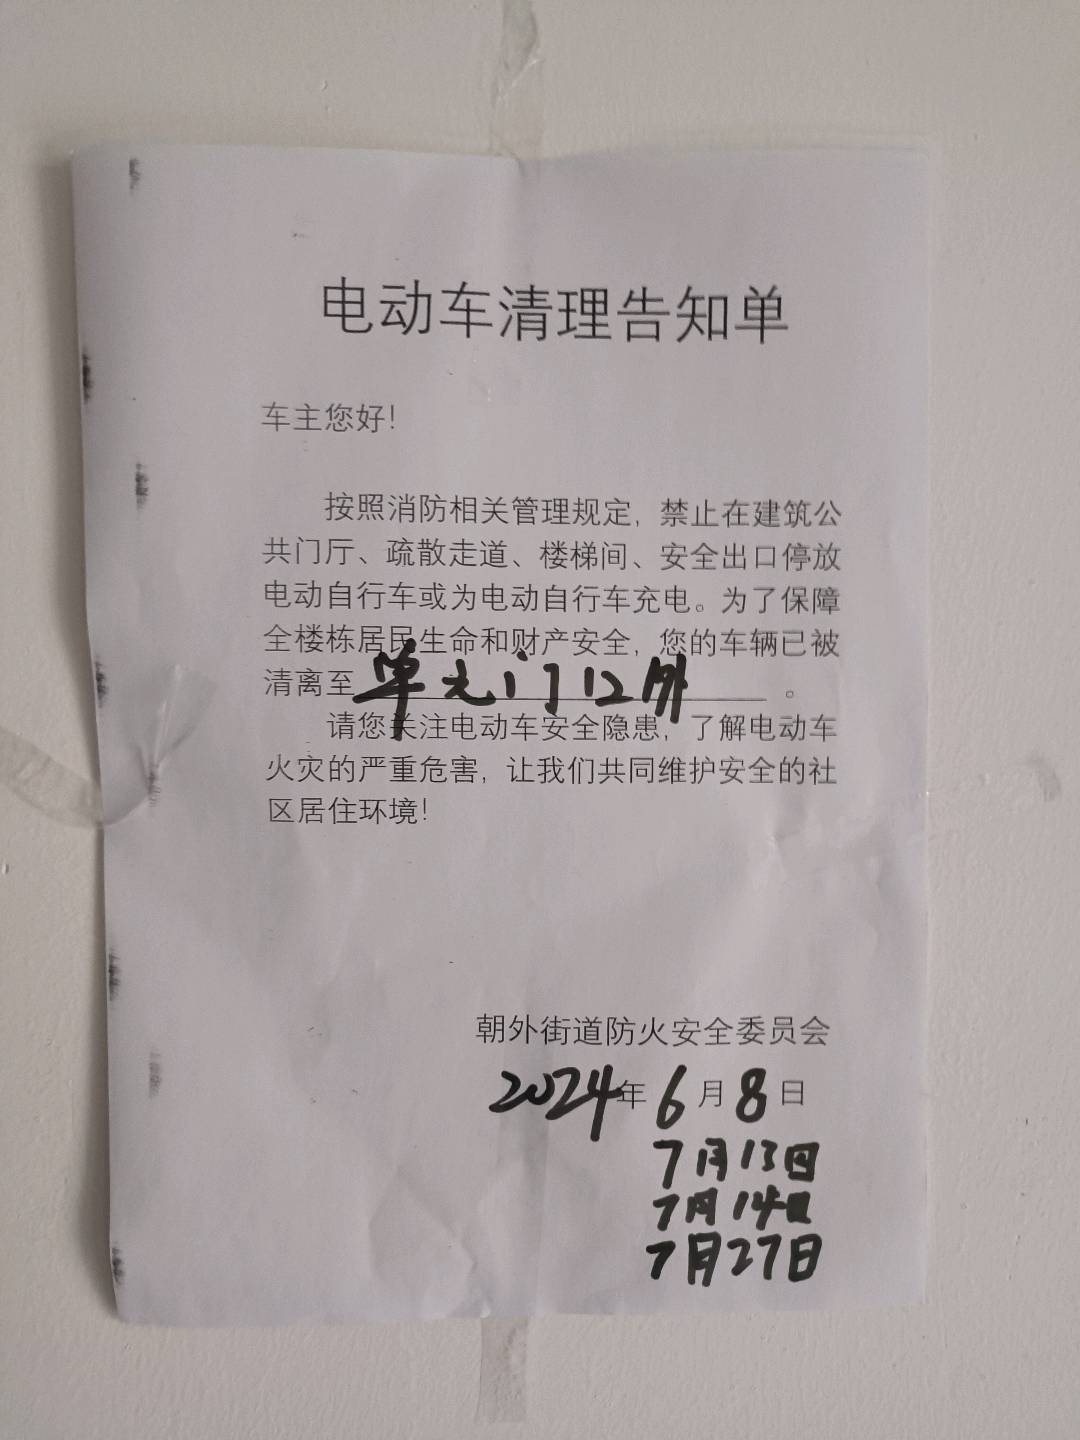 电动车清理告知单
车主您好！
按照消防相关管理规定，禁止在建筑公
共门厅、疏散走道、楼梯间、安全出口停放
电动自行车或为电动自行车充电。为了保障
全楼栋居民生命和财产安全，您的车辆已被
清离至单元门口外。
请您关注电动车安全隐患，了解电动车
火灾的严重危害，让我们共同维护安全的社
区居住环境！
朝外街道防火安全委员会
2024年6月8日
7月13日
7月14日
7月27日